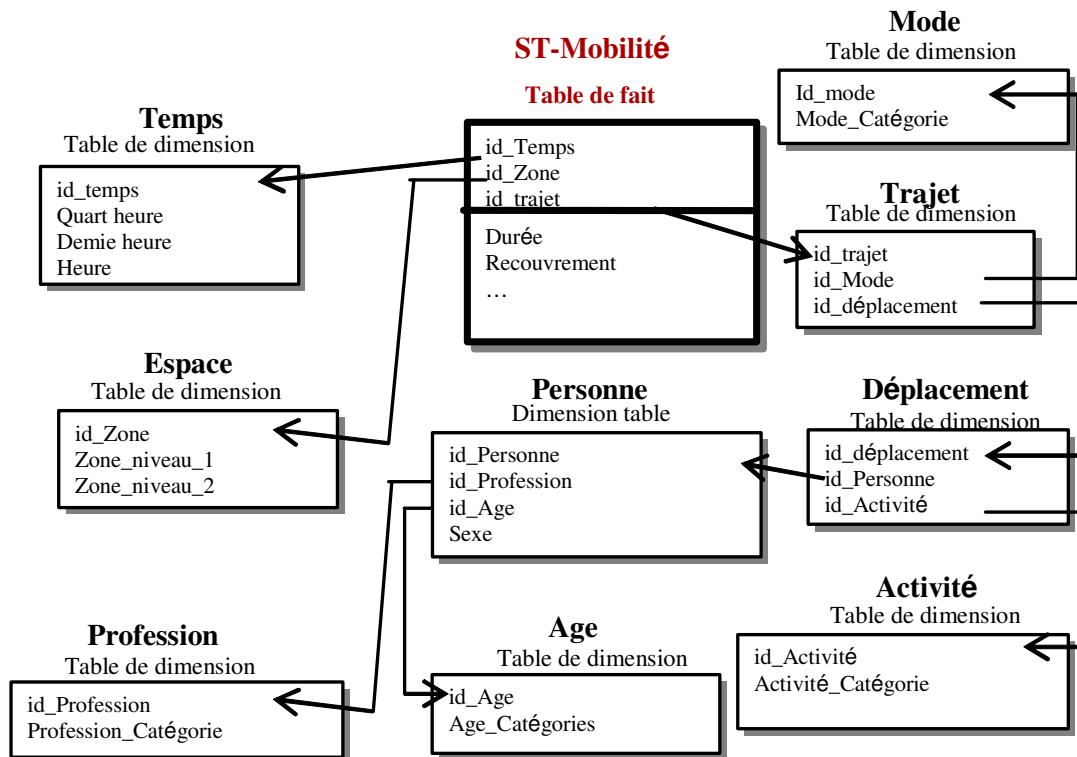 ST-Mobilité
Table de fait
id_Temps
id_Zone
id_trajet
Durée
Recouvrement
…
Mode
Table de dimension
Id_mode
Mode_Catégorie
Temps
Table de dimension
id_temps
Quart heure
Demie heure
Heure
Trajet
Table de dimension
id_trajet
id_Mode
id_déplacement
Espace
Table de dimension
id_Zone
Zone_niveau_1
Zone_niveau_2
Personne
Dimension table
id_Personne
id_Profession
id_Age
Sexe
Déplacement
Table de dimension
id_déplacement
id_Personne
id_Activité
Profession
Table de dimension
id_Profession
Profession_Catégorie
Age
Table de dimension
id_Age
Age_Catégories
Activité
Table de dimension
id_Activité
Activité_Catégorie